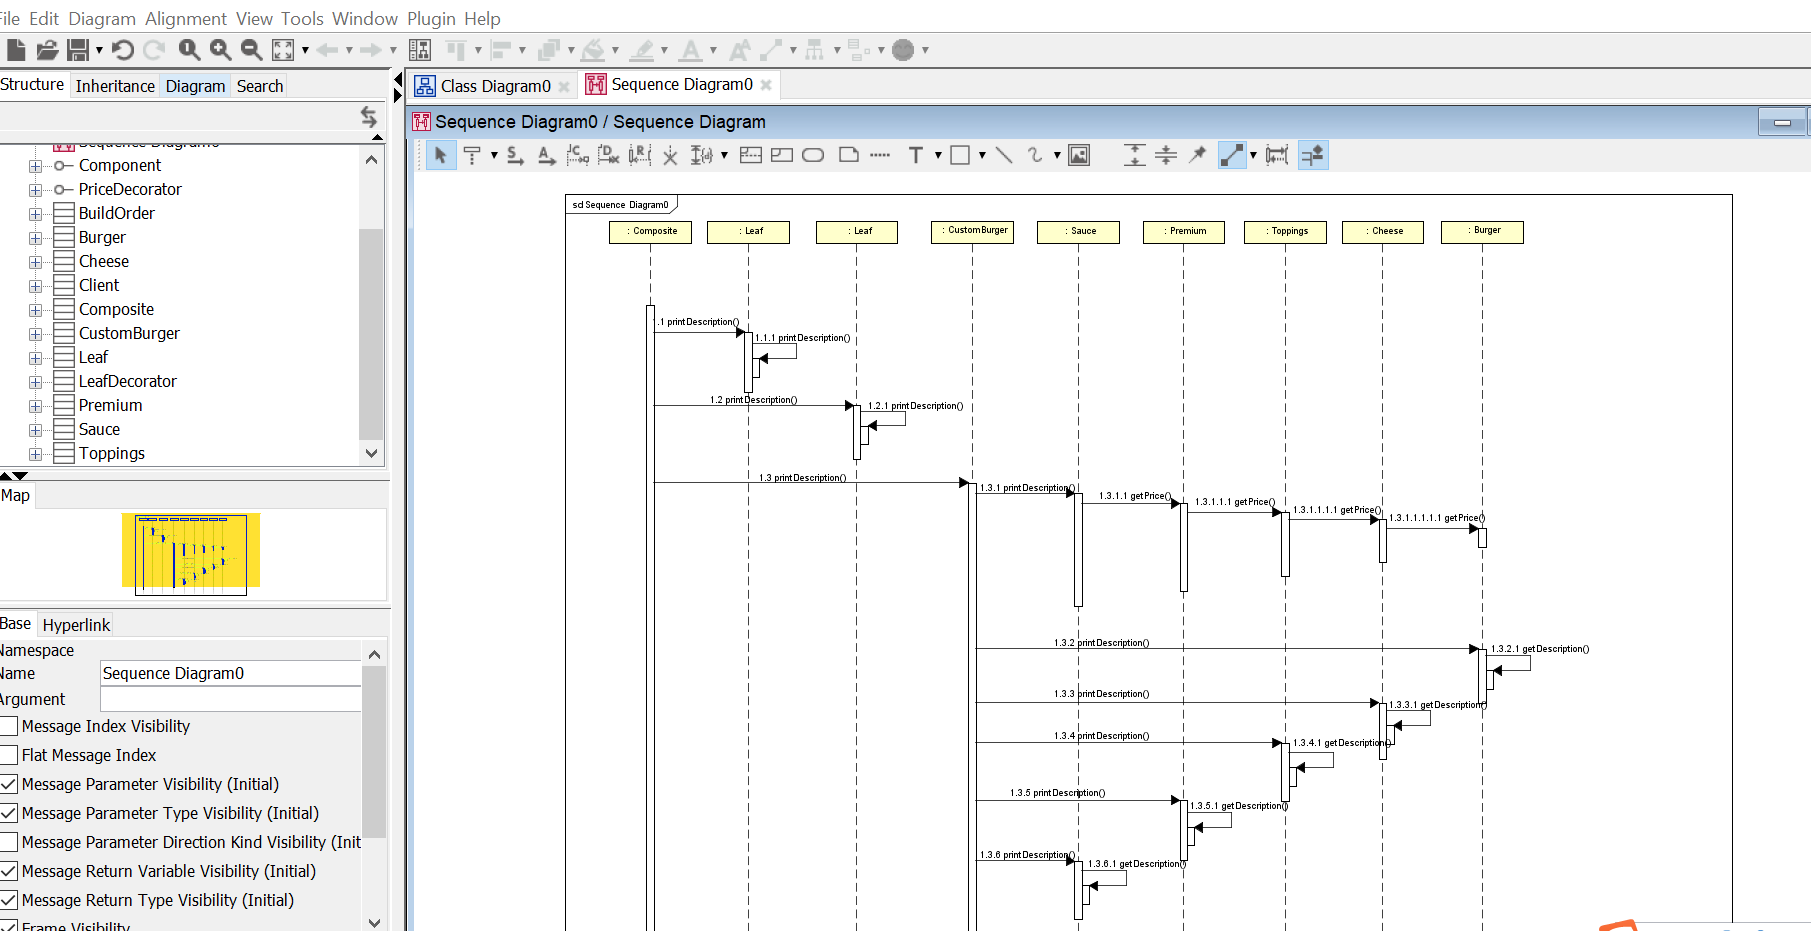 File Edit Diagram Alignment View Tools Window Plugin Help
Structure Inheritance Diagram Search
Class Diagram0 Sequence Diagram0
Sequence Diagram0 / Sequence Diagram
Sequence Diagram0
Component
PriceDecorator
BuildOrder
Burger
Cheese
Client
Composite
CustomBurger
Leaf
LeafDecorator
Premium
Sauce
Toppings
Map
Base Hyperlink
Namespace
Name Sequence Diagram0
Argument
Message Index Visibility
Flat Message Index
Message Parameter Visibility (Initial)
Message Parameter Type Visibility (Initial)
Message Parameter Direction Kind Visibility (Init
Message Return Variable Visibility (Initial)
Message Return Type Visibility (Initial)
Frame Visibility
sd Sequence Diagram0
: Composite : Leaf : Leaf : CustomBurger : Sauce : Premium : Toppings : Cheese : Burger
.1 printDescription()
1.1.1 printDescription()
1.2 printDescription()
1.2.1 printDescription()
1.3 printDescription()
1.3.1 printDescription()
1.3.1.1 getPrice()
1.3.1.1.1 getPrice()
1.3.1.1.1.1 getPrice()
1.3.1.1.1.1.1 getPrice()
1.3.2 printDescription()
1.3.2.1 getDescription()
1.3.3 printDescription()
1.3.3.1 getDescription()
1.3.4 printDescription()
1.3.4.1 getDescription()
1.3.5 printDescription()
1.3.5.1 getDescription()
1.3.6 printDescription()
1.3.6.1 getDescription()